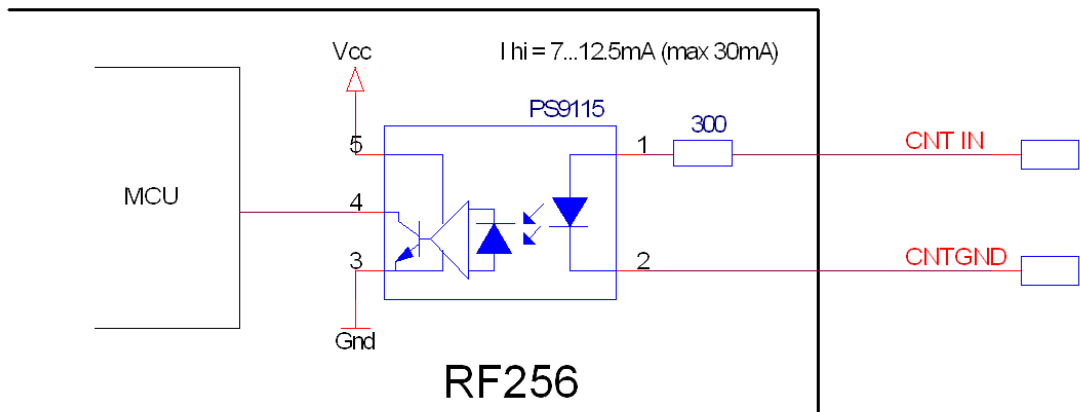 Vcc
I hi = 7...12.5mA (max 30mA)
PS9115
300
5
1
CNT IN
MCU
4
3
2
CNTGND
Gnd
RF256